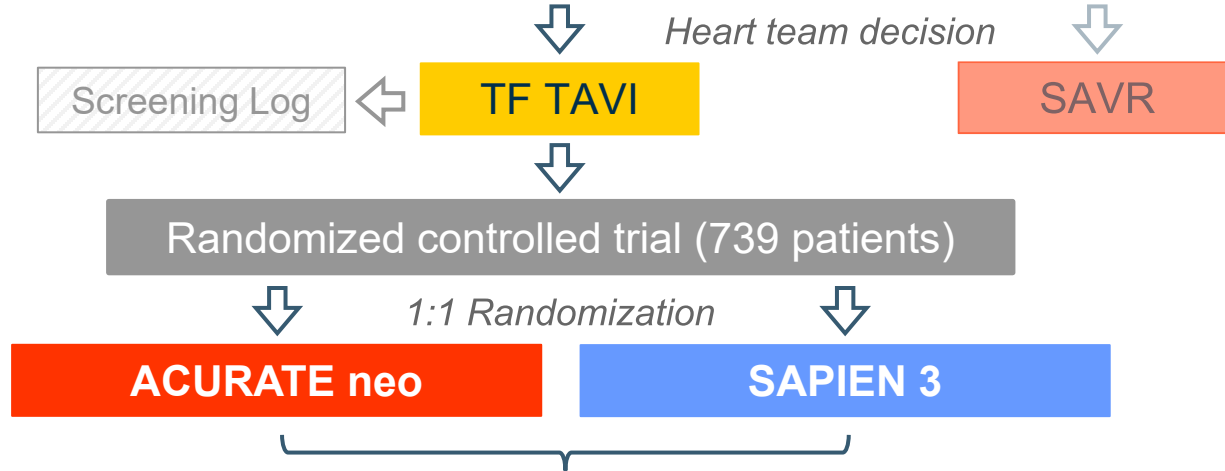 Heart team decision
Screening Log
TF TAVI
SAVR
Randomized controlled trial (739 patients)
1:1 Randomization
ACURATE neo
SAPIEN 3